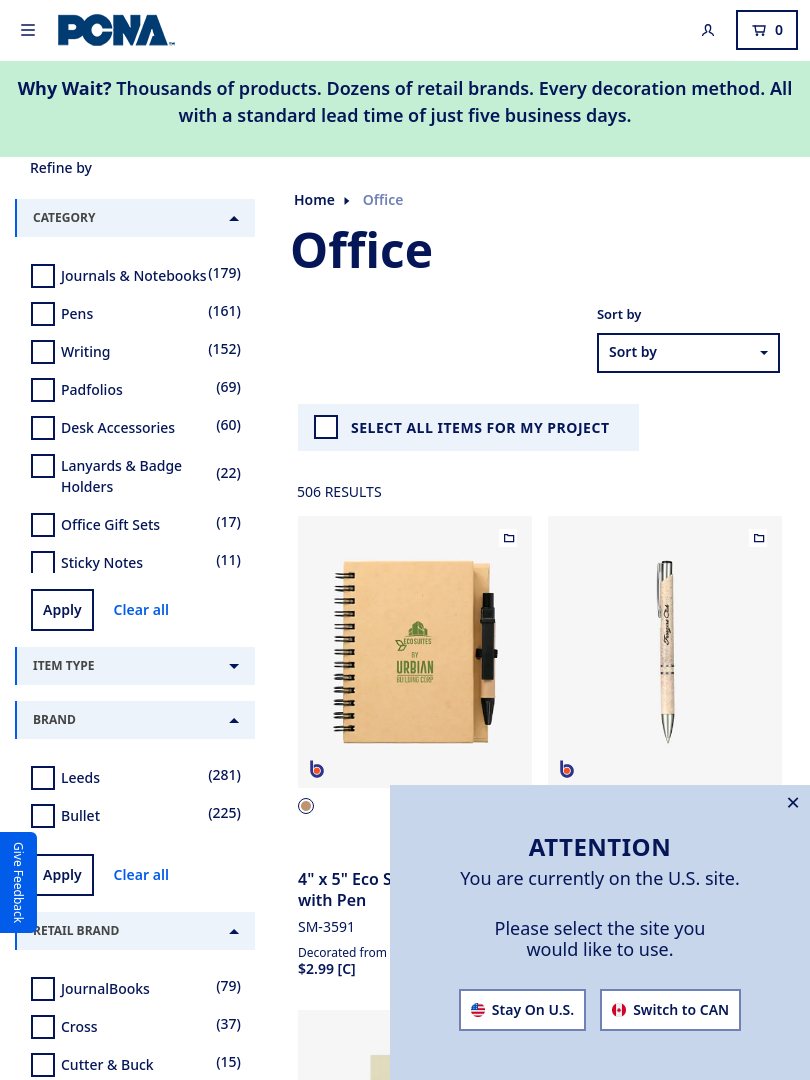 PCNA
0
Why Wait? Thousands of products. Dozens of retail brands. Every decoration method. All
with a standard lead time of just five business days.
Refine by
CATEGORY
Journals & Notebooks (179)
Pens (161)
Writing (152)
Padfolios (69)
Desk Accessories (60)
Lanyards & Badge
Holders (22)
Office Gift Sets (17)
Sticky Notes (11)
Apply Clear all
ITEM TYPE
BRAND
Leeds (281)
Bullet (225)
Apply Clear all
Give Feedback
RETAIL BRAND
JournalBooks (79)
Cross (37)
Cutter & Buck (15)
Home Office
Office
Sort by
Sort by
SELECT ALL ITEMS FOR MY PROJECT
506 RESULTS
ECO SUITES
BY
URBIAN
BUILDING CORP
4" x 5" Eco S
with Pen
SM-3591
Decorated from
$2.99 [C]
ATTENTION
You are currently on the U.S. site.
Please select the site you
would like to use.
Stay On U.S.
Switch to CAN